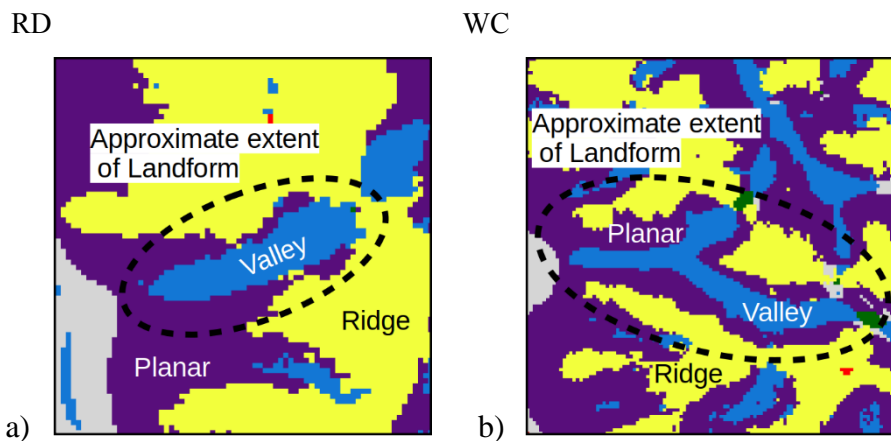 RD
WC
Approximate extent
of Landform
Valley
Ridge
Planar
a)
Approximate extent
of Landform
Planar
Valley
Ridge
b)